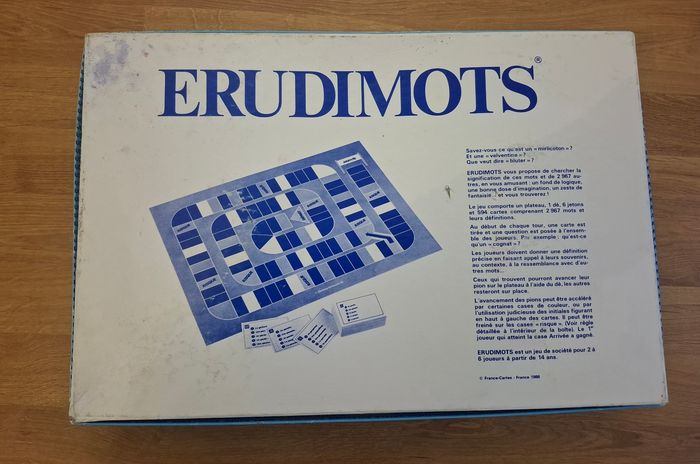 ERUDIMOTS®
Savez-vous ce qu'est un « mirlicoton » ?
Et une « valventine » ?
Que veut dire « bluter » ?
ERUDIMOTS vous propose de chercher la
signification de ces mots et de 2 967 au-
tres, en vous amusant : un fond de logique,
une bonne dose d'imagination, un zeste de
fantaisie... et vous trouverez !
Le jeu comporte un plateau, 1 dé, 6 jetons
et 594 cartes comprenant 2 967 mots et
leurs définitions.
Au début de chaque tour, une carte est
tirée et une question est posée à l'ensem-
ble des joueurs. Par exemple : qu'est-ce
qu'un « cognat » ?
Les joueurs doivent donner une définition
précise en faisant appel à leurs souvenirs,
au contexte, à la ressemblance avec d'au-
tres mots...
Ceux qui trouvent pourront avancer leur
pion sur le plateau à l'aide du dé, les autres
resteront sur place.
L'avancement des pions peut être accéléré
par certaines cases de couleur, ou par
l'utilisation judicieuse des initiales figurant
en haut à gauche des cartes. Il peut être
freiné sur les cases « risque ». (Voir règle
détaillée à l'intérieur de la boîte). Le 1er
joueur qui atteint la case Arrivée a gagné.
ERUDIMOTS est un jeu de société pour 2 à
6 joueurs à partir de 14 ans.
© France-Cartes - France 1988